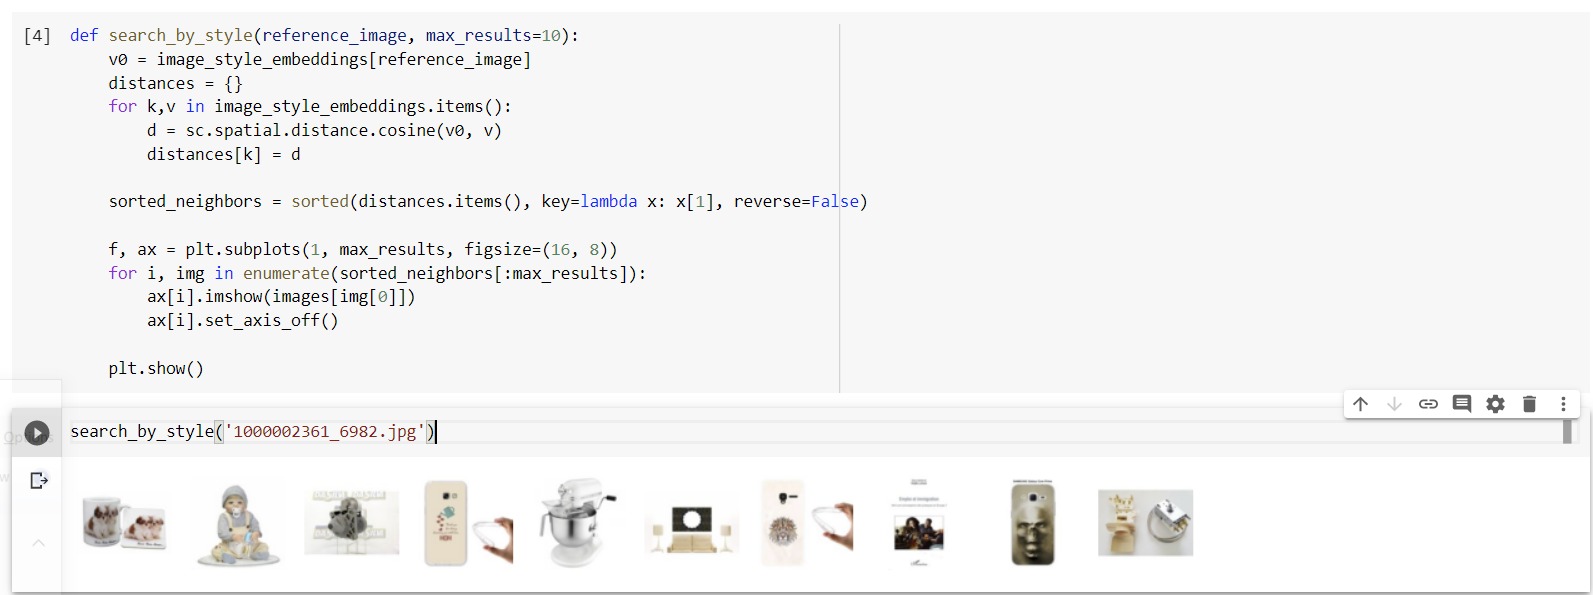 [4] def search_by_style(reference_image, max_results=10):
v0 = image_style_embeddings[reference_image]
distances = {}
for k,v in image_style_embeddings.items():
d = sc.spatial.distance.cosine(v0, v)
distances[k] = d
sorted_neighbors = sorted(distances.items(), key=lambda x: x[1], reverse=False)
f, ax = plt.subplots(1, max_results, figsize=(16, 8))
for i, img in enumerate(sorted_neighbors[:max_results]):
ax[i].imshow(images[img[0]])
ax[i].set_axis_off()
plt.show()
search_by_style('1000002361_6982.jpg')